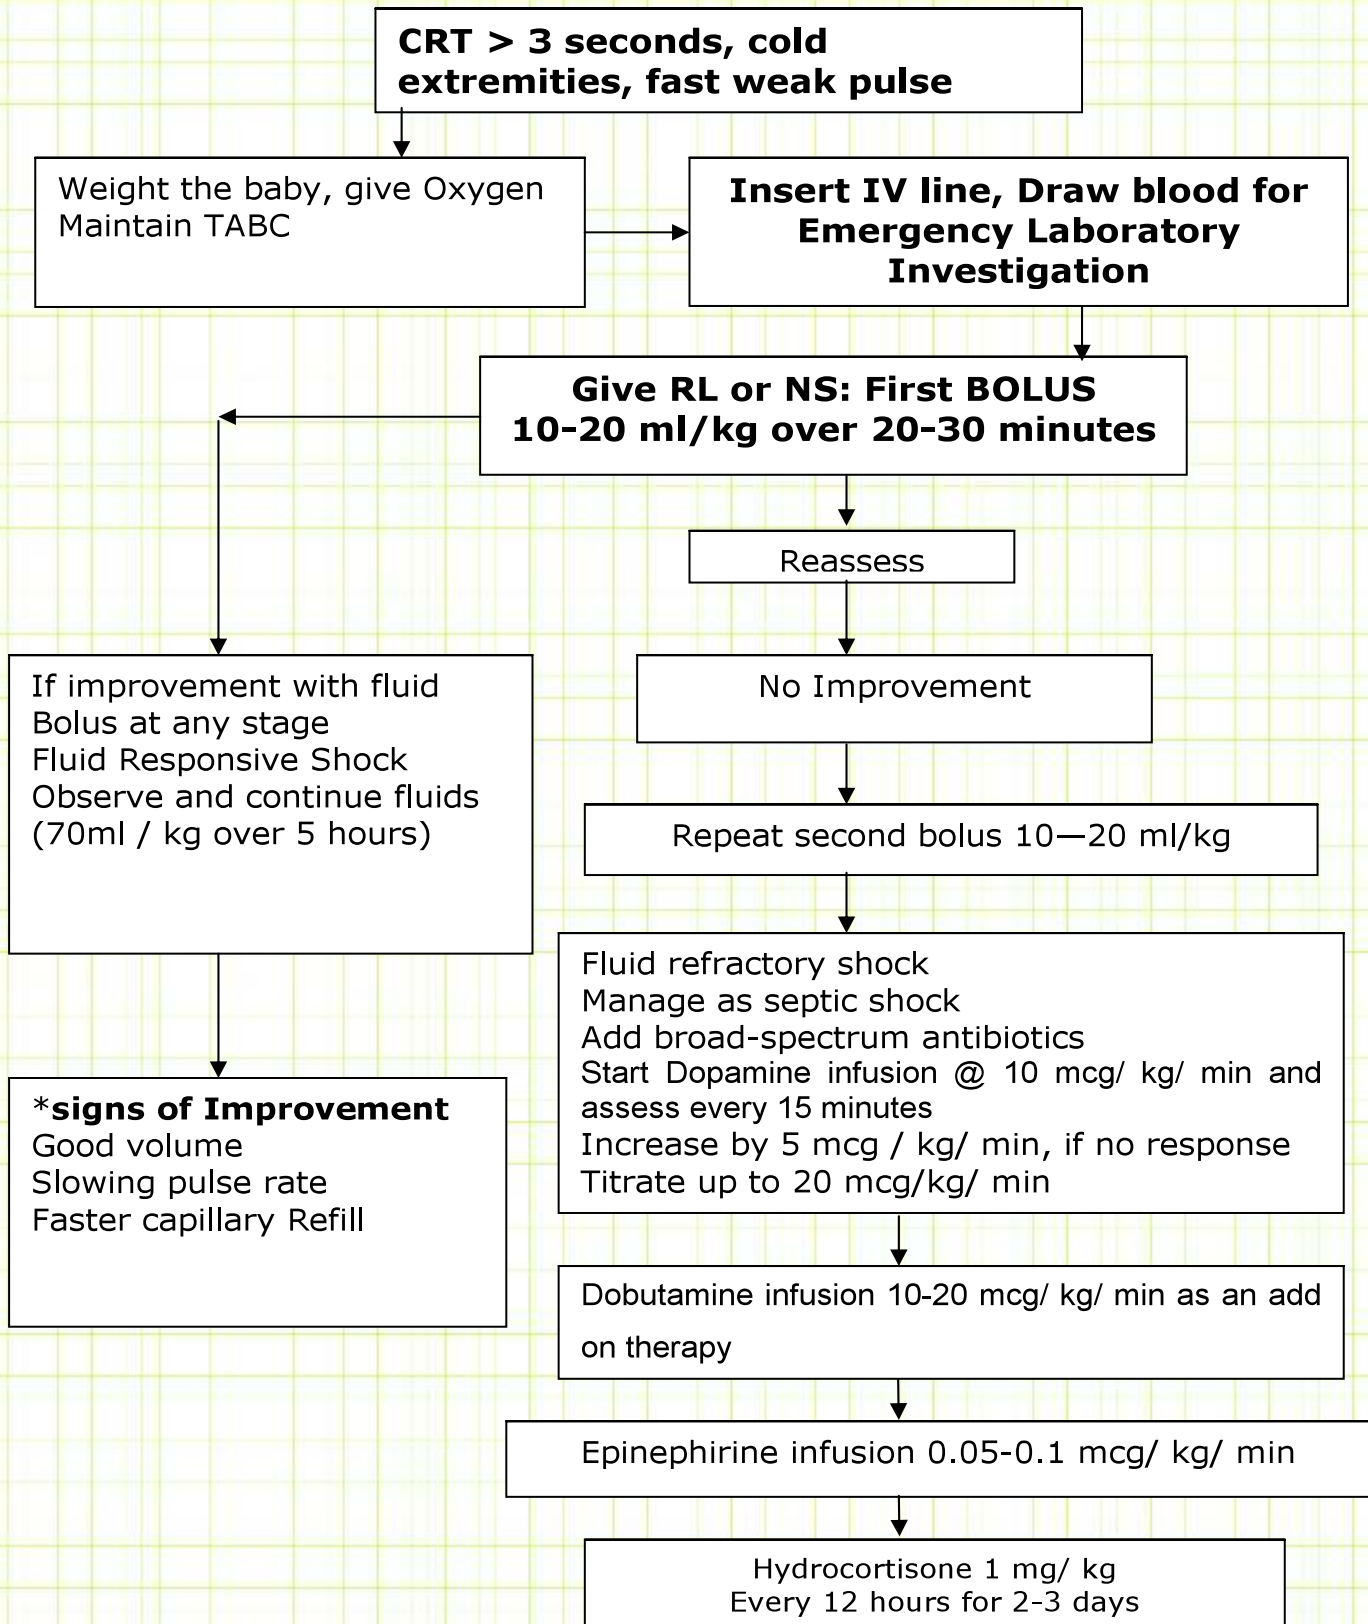 CRT > 3 seconds, cold
extremities, fast weak pulse
Weight the baby, give Oxygen
Maintain TABC
Insert IV line, Draw blood for
Emergency Laboratory
Investigation
Give RL or NS: First BOLUS
10-20 ml/kg over 20-30 minutes
Reassess
If improvement with fluid
Bolus at any stage
Fluid Responsive Shock
Observe and continue fluids
(70ml / kg over 5 hours)
No Improvement
Repeat second bolus 10—20 ml/kg
Fluid refractory shock
Manage as septic shock
Add broad-spectrum antibiotics
Start Dopamine infusion @ 10 mcg/ kg/ min and
assess every 15 minutes
Increase by 5 mcg / kg/ min, if no response
Titrate up to 20 mcg/kg/ min
*signs of Improvement
Good volume
Slowing pulse rate
Faster capillary Refill
Dobutamine infusion 10-20 mcg/ kg/ min as an add
on therapy
Epinephirine infusion 0.05-0.1 mcg/ kg/ min
Hydrocortisone 1 mg/ kg
Every 12 hours for 2-3 days